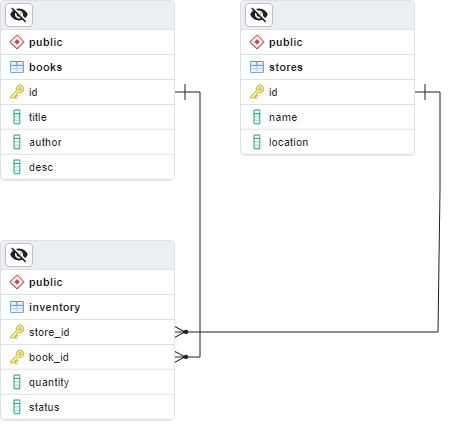 public
books
id
title
author
desc
public
stores
id
name
location
public
inventory
store_id
book_id
quantity
status